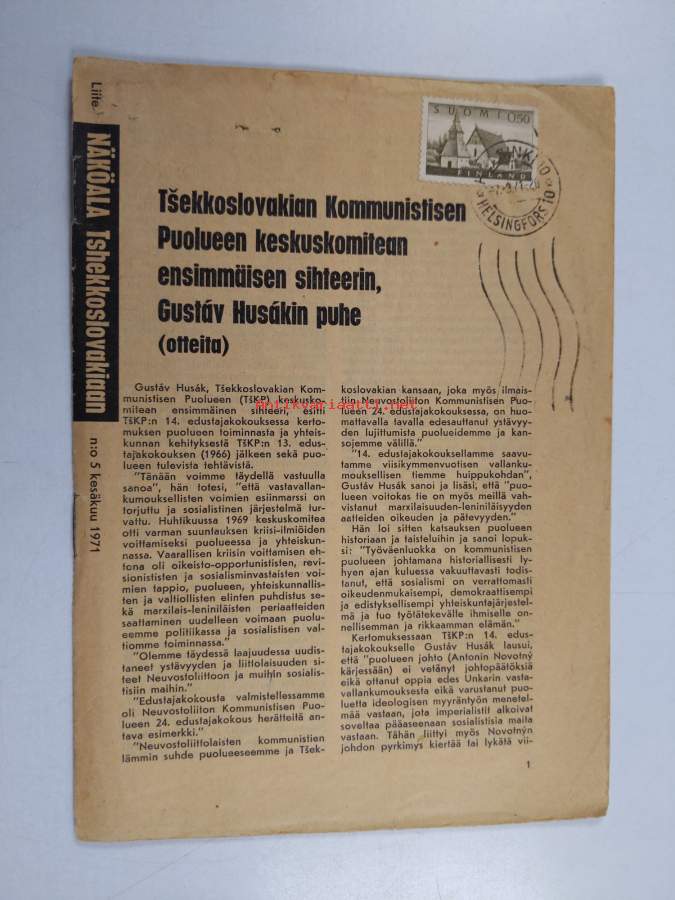 Liite
NÄKÖALA Tshekkoslovakiaan
n:o 5 kesäkuu 1971
SUOMI 0,50
FINLAND
HELSINGFORS 10
Tšekkoslovakian Kommunistisen
Puolueen keskuskomitean
ensimmäisen sihteerin,
Gustáv Husákin puhe
(otteita)
Gustáv Husák, Tšekkoslovakian Kom-
munistisen Puolueen (TšKP) keskusko-
mitean ensimmäinen sihteeri, esitti
TšKP:n 14. edustajakokouksessa kerto-
muksen puolueen toiminnasta ja yhteis-
kunnan kehityksestä TšKP:n 13. edus-
tajakokouksen (1966) jälkeen sekä puo-
lueen tulevista tehtävistä.
"Tänään voimme täydellä vastuulla
sanoa", hän totesi, "että vastavallan-
kumouksellisten voimien esiinmarssi on
torjuttu ja sosialistinen järjestelmä tur-
vattu. Huhtikuussa 1969 keskuskomitea
otti varman suuntauksen kriisi-ilmiöiden
voittamiseksi puolueessa ja yhteiskun-
nassa. Vaarallisen kriisin voittamisen eh-
tona oli oikeisto-opportunististen, revi-
sionististen ja sosialisminvastaisten voi-
mien tappio, puolueen, yhteiskunnallis-
ten ja valtiollisten elinten puhdistus se-
kä marxilais-leniniläisten periaatteiden
saattaminen uudelleen voimaan puolu-
eemme politiikassa ja sosialistisen val-
tiomme toiminnassa."
"Olemme täydessä laajuudessa uudis-
taneet ystävyyden ja liittolaisuuden si-
teet Neuvostoliittoon ja muihin sosialis-
tisiin maihin."
"Edustajakokousta valmistellessamme
oli Neuvostoliiton Kommunistisen Puo-
lueen 24. edustajakokous herätteitä an-
tava esimerkki."
"Neuvostoliittolaisten kommunistien
lämmin suhde puolueeseemme ja Tšek-
koslovakian kansaan, joka myös ilmais-
tiin Neuvostoliiton Kommunistisen Puo-
lueen 24. edustajakokouksessa, on huo-
mattavalla tavalla edesauttanut ystävyy-
den lujittumista puolueidemme ja kan-
sojemme välillä."
"14. edustajakokouksellamme saavu-
tamme viisikymmenvuotisen vallanku-
mouksellisen tiemme huippukohdan",
Gustáv Husák sanoi ja lisäsi; että "puo-
lueen voitokas tie on myös meillä vah-
vistanut marxilaisuuden-leniniläisyyden
aatteiden oikeuden ja pätevyyden."
Hän loi sitten katsauksen puolueen
historiaan ja taisteluihin ja sanoi lopuk-
si: "Työväenluokka on kommunistisen
puolueen johtamana historiallisesti ly-
hyen ajan kuluessa vakuuttavasti todis-
tanut, että sosialismi on verrattomasti
oikeudenmukaisempi, demokraattisempi
ja edistyksellisempi yhteiskuntajärjestel-
mä ja luo työtätekevälle ihmiselle on-
nellisemman ja rikkaamman elämän."
Kertomuksessaan TšKP:n 14. edus-
tajakokoukselle Gustáv Husák lausui,
että "puolueen johto (Antonin Novotný
kärjessään) ei vetänyt johtopäätöksiä
eikä ottanut oppia edes Unkarin vasta-
vallankumouksesta eikä varustanut puo-
luetta ideologisen myyräntyön menetel-
mää vastaan, jota imperialistit alkoivat
soveltaa pääaseenaan sosialistisia maita
vastaan. Tähän liittyi myös Novotnýn
johdon pyrkimys kiertää tai lykätä vii-
1
antikvariaatti.net